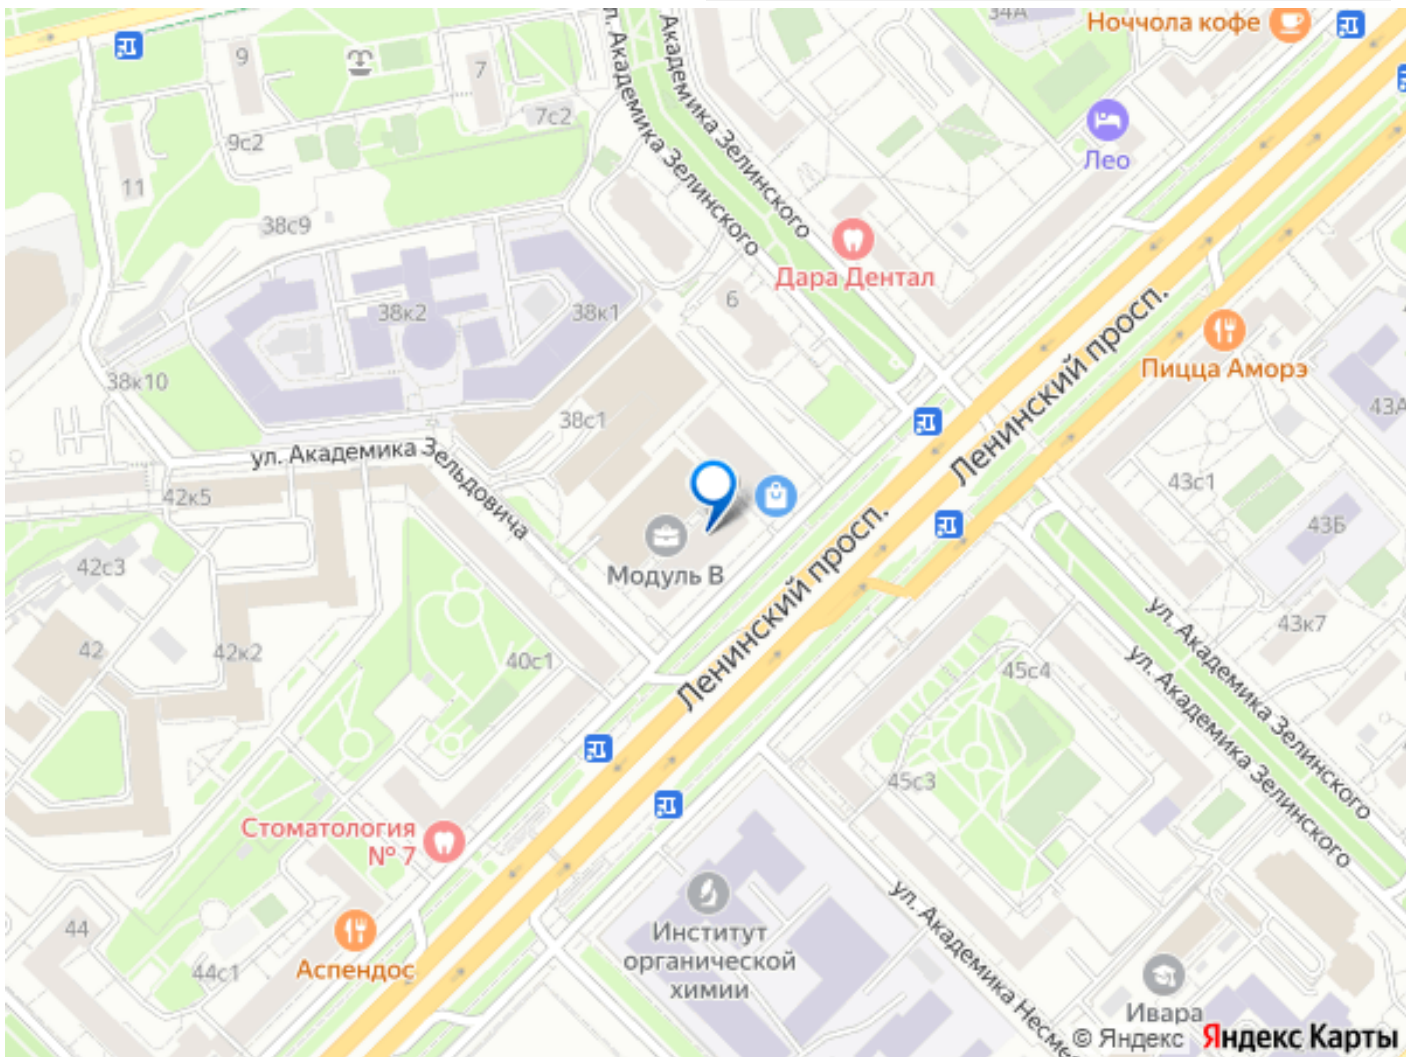 34А
Ноччола кофе
9
7
7с2
9с2
11
38с9
ул. Академика Зелинского
Академика Зелинского
Лео
Дара Дентал
6
38к2
38к1
Ленинский просп.
Пицца Аморэ
38к10
38с1
43А
ул. Академика Зельдовича
42к5
43с1
43Б
Модуль В
Ленинский просп.
42с3
42
42к2
40с1
45с4
43к7
ул. Академика Зелинского
ул. Академика Зелинского
45с3
Стоматология
№ 7
44
44с1
Аспендос
Институт
органической
химии
ул. Академика Несме
Ивара
© Яндекс Яндекс Карты